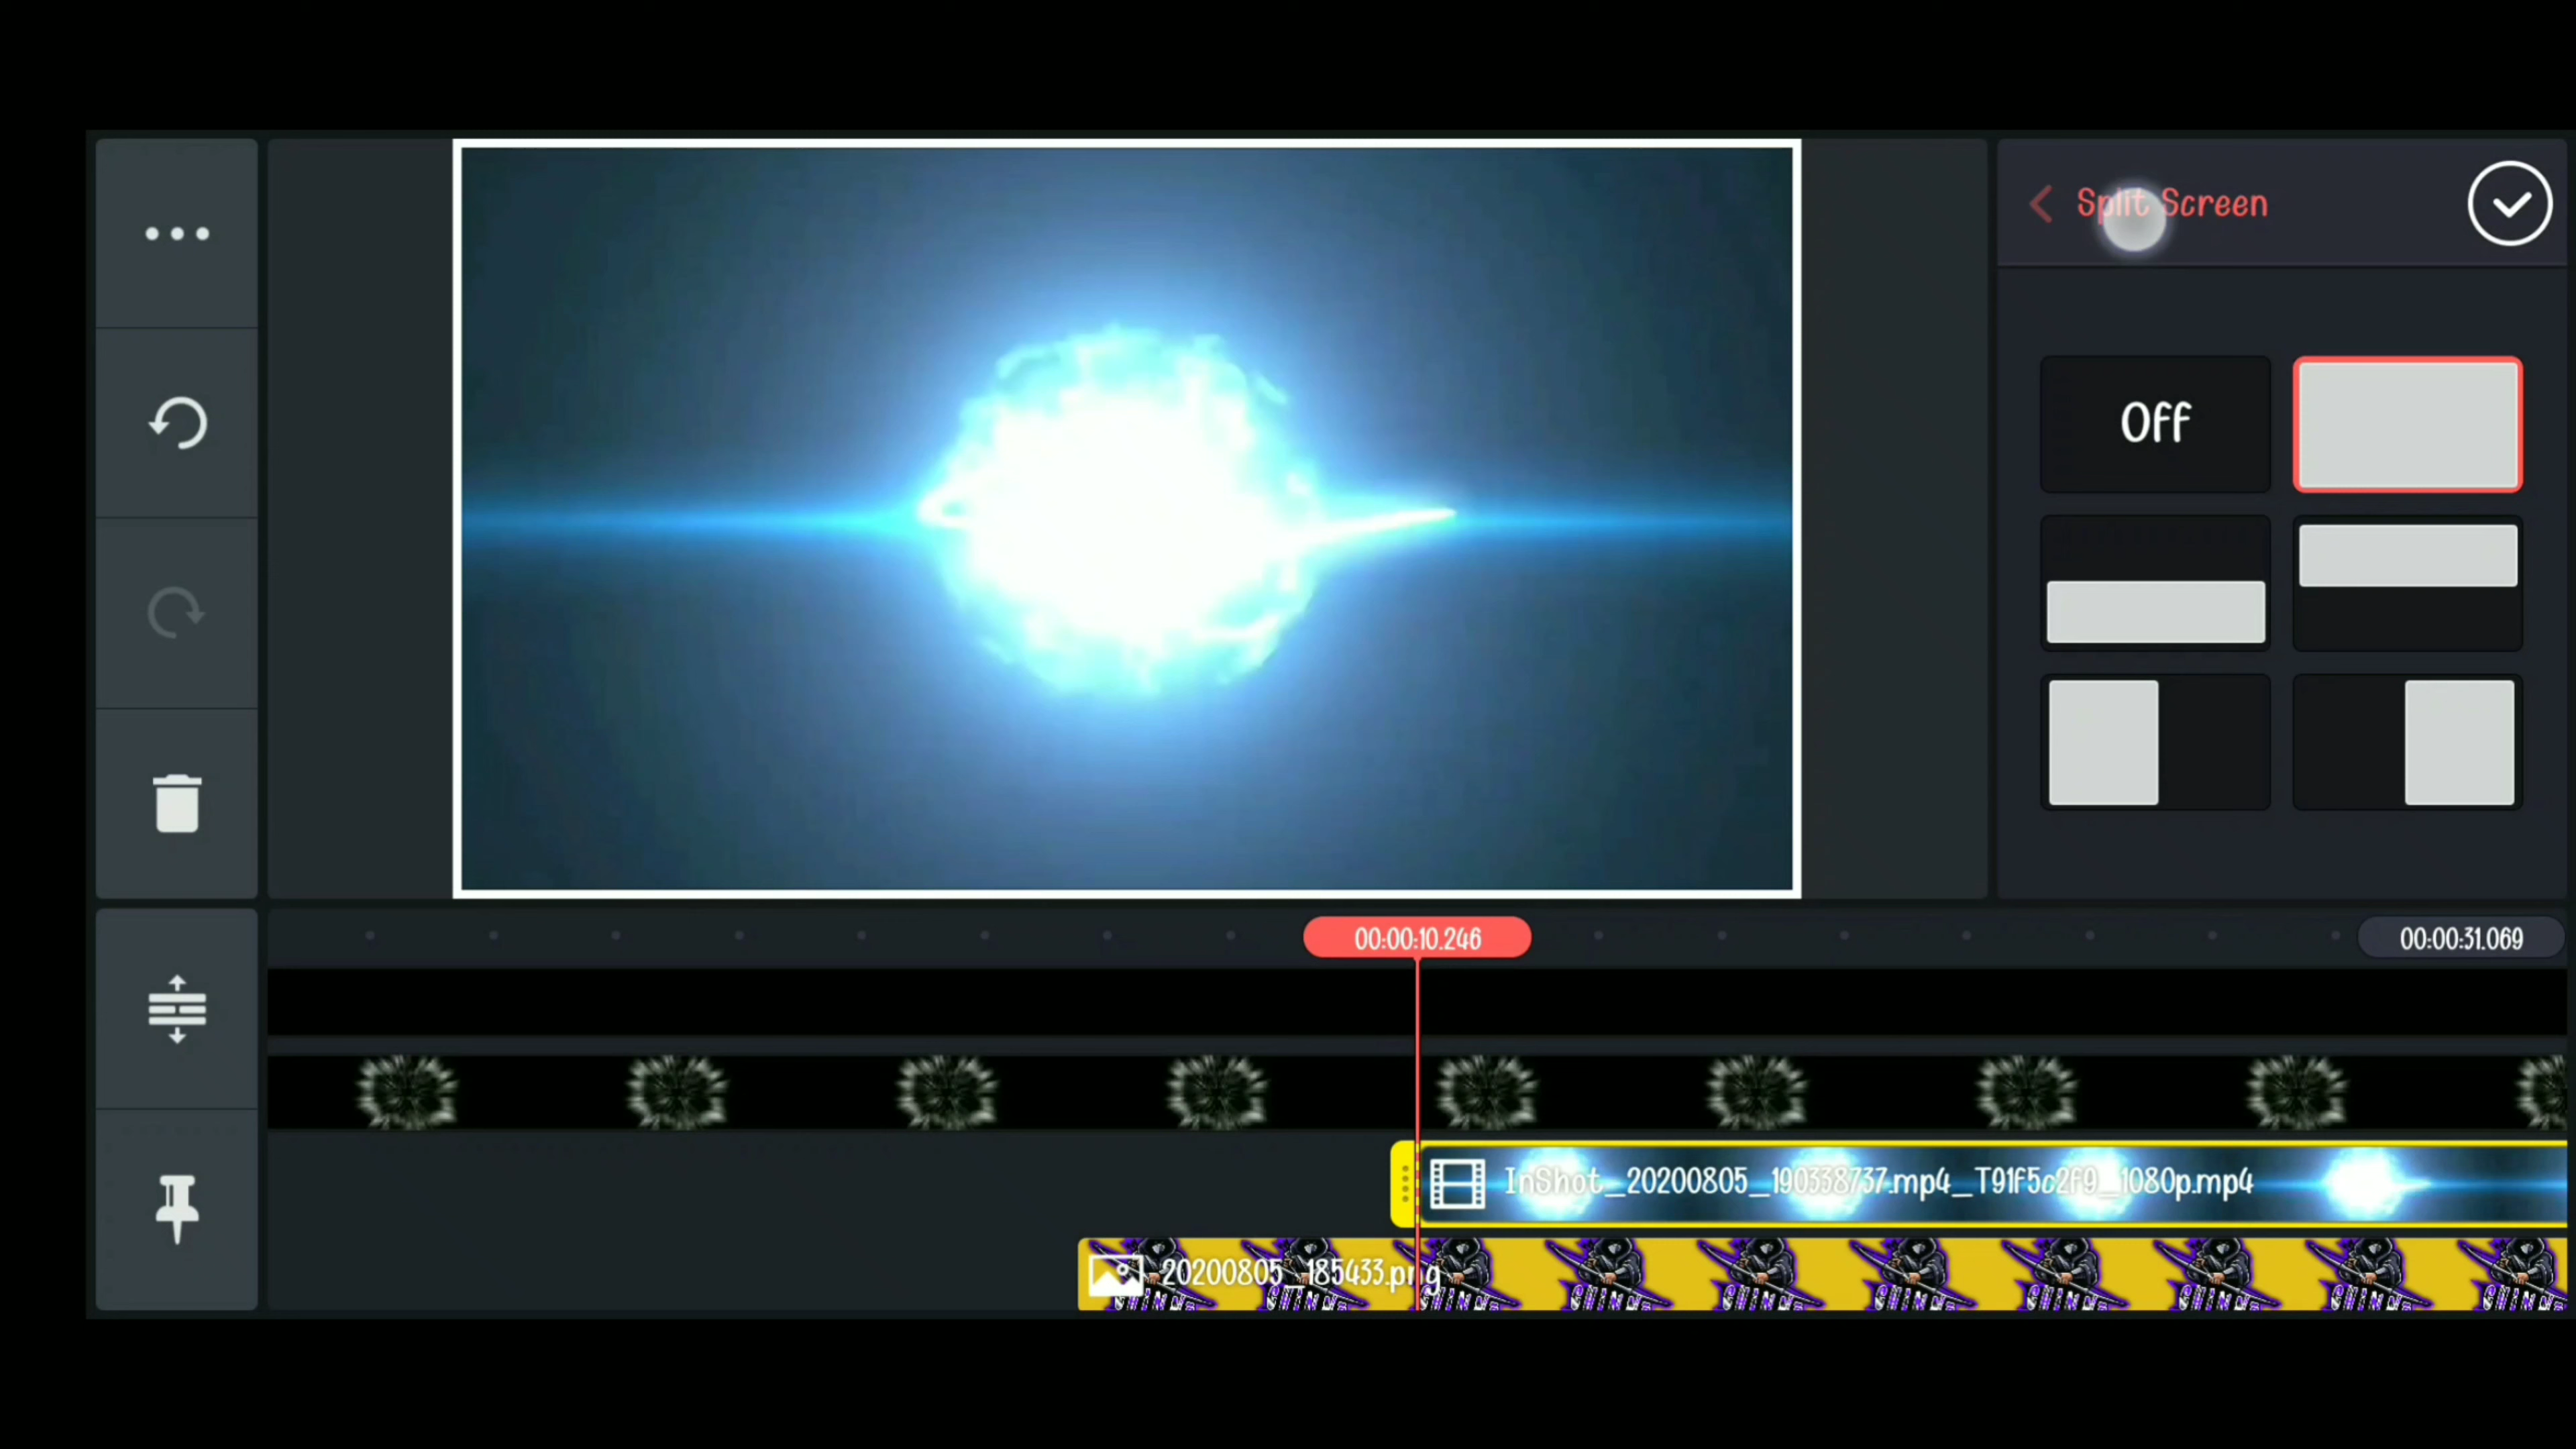 Split Screen
Off
00:00:10.246
00:00:31.069
InShot_20200805_190338737.mp4_T91f5c2f9_1080p.mp4
20200805_185433.png